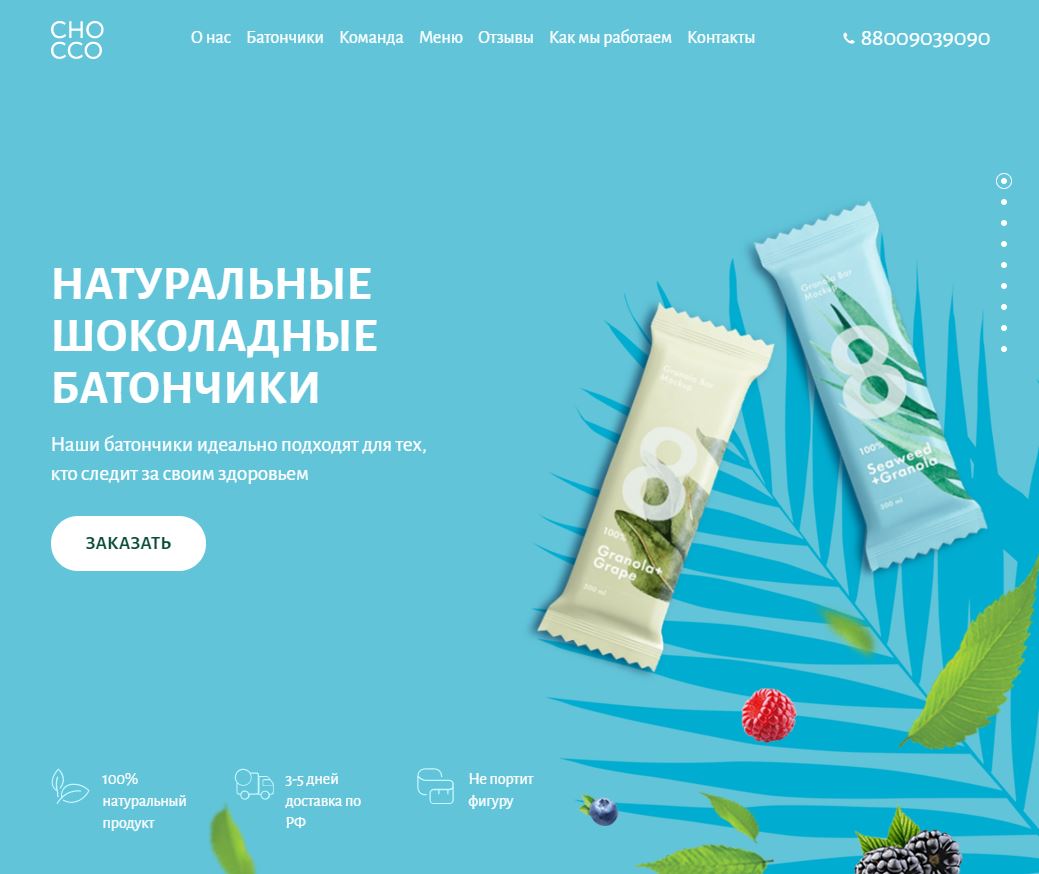 CHO
CCO
О нас Батончики Команда Меню Отзывы Как мы работаем Контакты
88009039090
НАТУРАЛЬНЫЕ
ШОКОЛАДНЫЕ
БАТОНЧИКИ
Наши батончики идеально подходят для тех,
кто следит за своим здоровьем
ЗАКАЗАТЬ
Granola Bar
Mockup
8
100%
Granola+
Grape
300 ml
Granola Bar
Mockup
8
100%
Seaweed
+Granola
300 ml
100%
натуральный
продукт
3-5 дней
доставка по
РФ
Не портит
фигуру